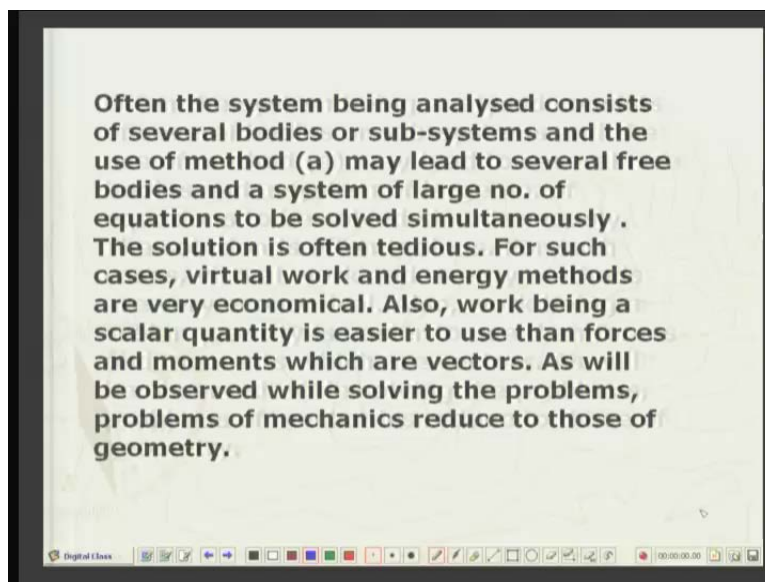 Often the system being analysed consists
of several bodies or sub-systems and the
use of method (a) may lead to several free
bodies and a system of large no. of
equations to be solved simultaneously .
The solution is often tedious. For such
cases, virtual work and energy methods
are very economical. Also, work being a
scalar quantity is easier to use than forces
and moments which are vectors. As will
be observed while solving the problems,
problems of mechanics reduce to those of
geometry.
Digital Class 00:00:00.00